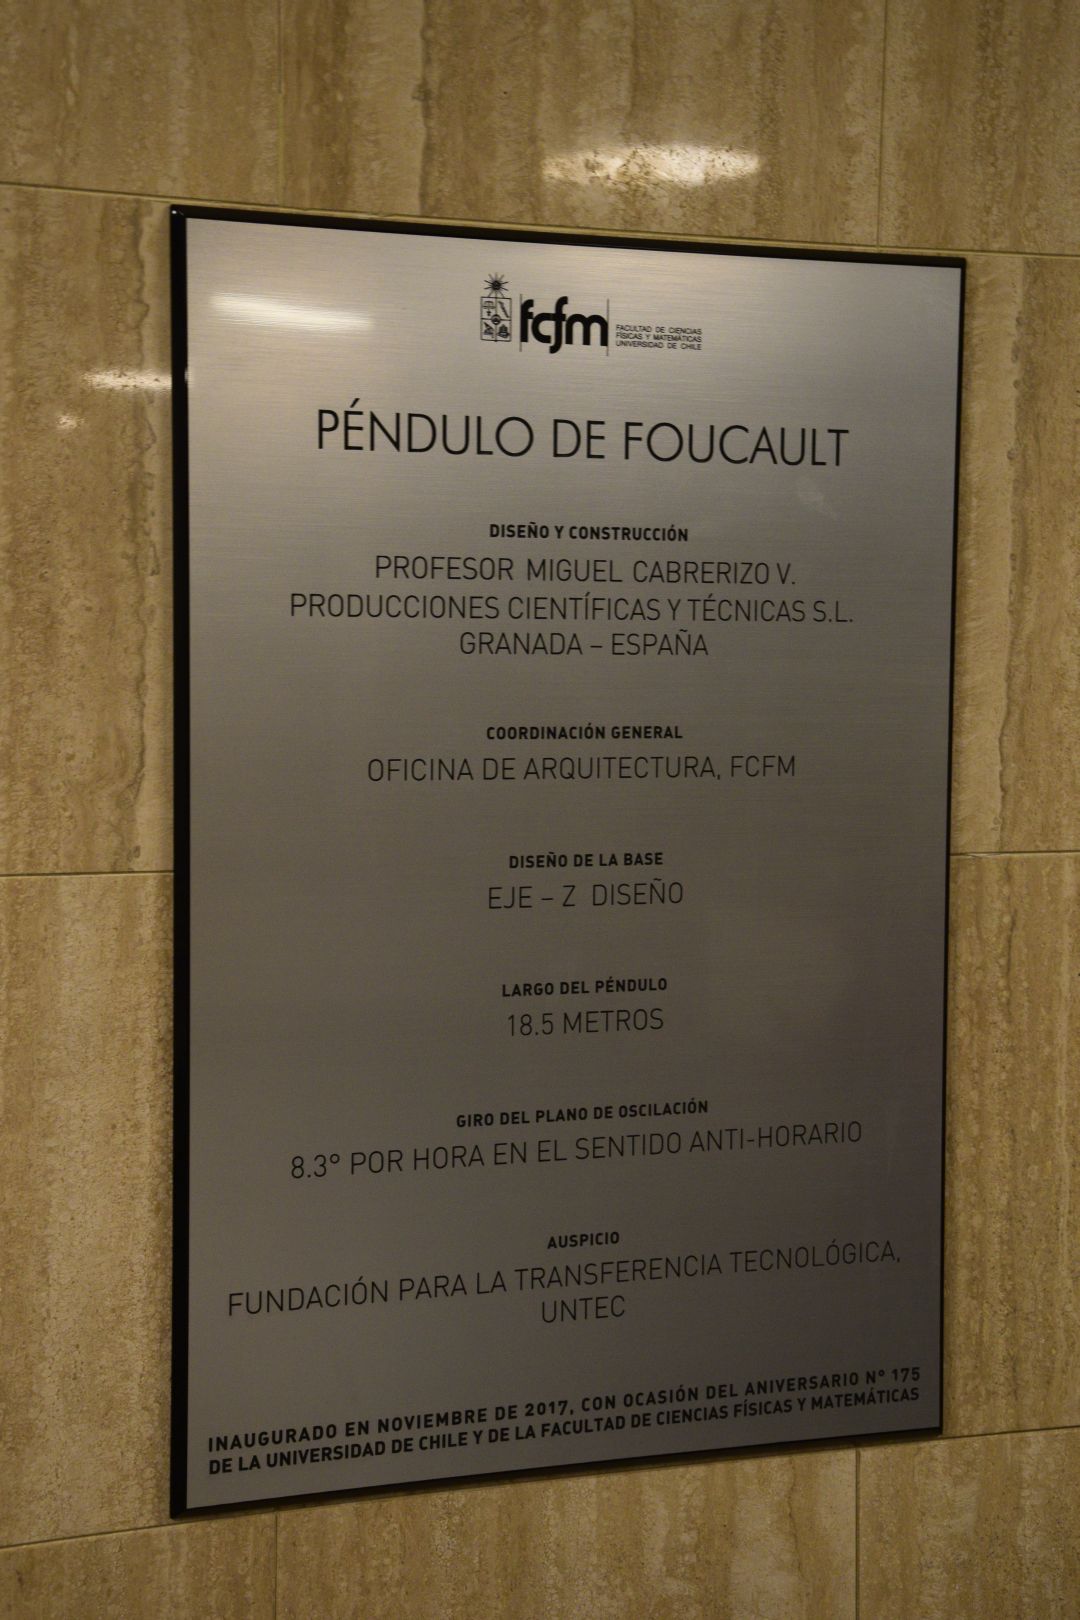 fcfm
FACULTAD DE CIENCIAS
FÍSICAS Y MATEMÁTICAS
UNIVERSIDAD DE CHILE
PÉNDULO DE FOUCAULT
DISEÑO Y CONSTRUCCIÓN
PROFESOR MIGUEL CABRERIZO V.
PRODUCCIONES CIENTÍFICAS Y TÉCNICAS S.L.
GRANADA – ESPAÑA
COORDINACIÓN GENERAL
OFICINA DE ARQUITECTURA, FCFM
DISEÑO DE LA BASE
EJE – Z DISEÑO
LARGO DEL PÉNDULO
18.5 METROS
GIRO DEL PLANO DE OSCILACIÓN
8.3° POR HORA EN EL SENTIDO ANTI-HORARIO
AUSPICIO
FUNDACIÓN PARA LA TRANSFERENCIA TECNOLÓGICA,
UNTEC
INAUGURADO EN NOVIEMBRE DE 2017, CON OCASIÓN DEL ANIVERSARIO N° 175
DE LA UNIVERSIDAD DE CHILE Y DE LA FACULTAD DE CIENCIAS FÍSICAS Y MATEMÁTICAS